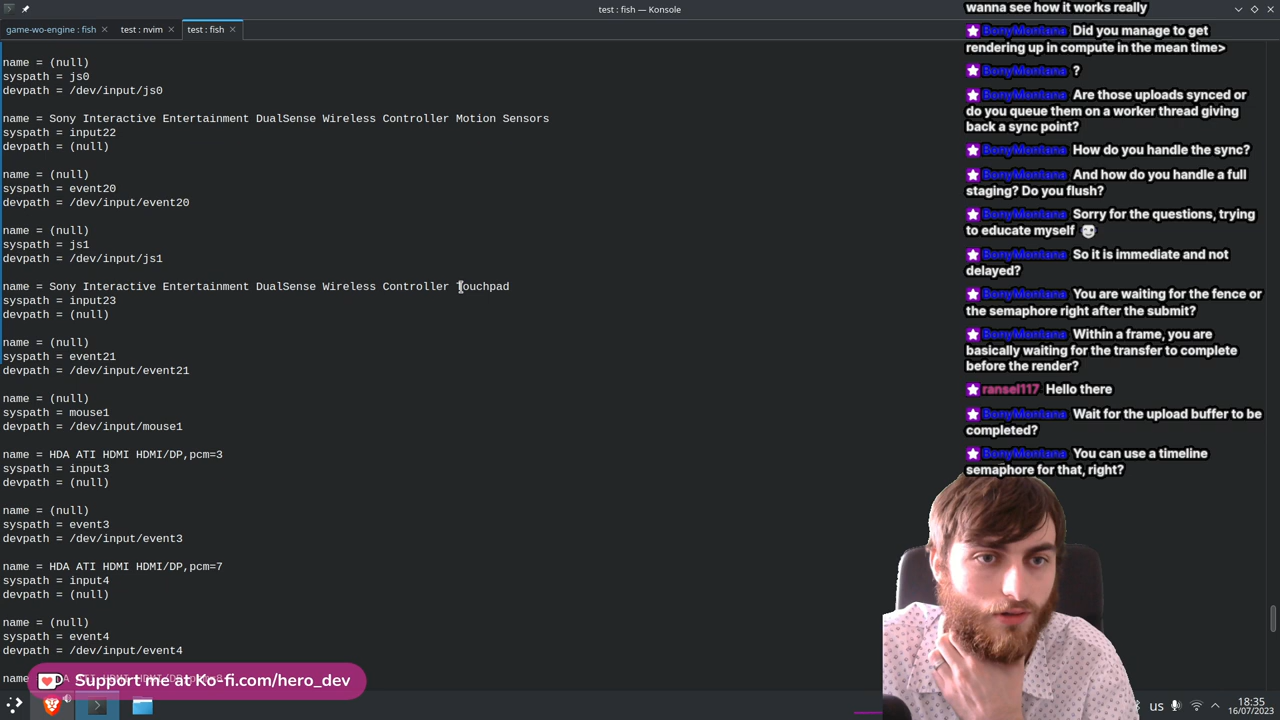 test : fish — Konsole
game-wo-engine : fish
test : nvim
test : fish
name = (null)
syspath = js0
devpath = /dev/input/js0
name = Sony Interactive Entertainment DualSense Wireless Controller Motion Sensors
syspath = input22
devpath = (null)
name = (null)
syspath = event20
devpath = /dev/input/event20
name = (null)
syspath = js1
devpath = /dev/input/js1
name = Sony Interactive Entertainment DualSense Wireless Controller Touchpad
syspath = input23
devpath = (null)
name = (null)
syspath = event21
devpath = /dev/input/event21
name = (null)
syspath = mouse1
devpath = /dev/input/mouse1
name = HDA ATI HDMI HDMI/DP,pcm=3
syspath = input3
devpath = (null)
name = (null)
syspath = event3
devpath = /dev/input/event3
name = HDA ATI HDMI HDMI/DP,pcm=7
syspath = input4
devpath = (null)
name = (null)
syspath = event4
devpath = /dev/input/event4
wanna see how it works really
BonyMontana Did you manage to get
rendering up in compute in the mean time>
BonyMontana ?
BonyMontana Are those uploads synced or
do you queue them on a worker thread giving
back a sync point?
BonyMontana How do you handle the sync?
BonyMontana And how do you handle a full
staging? Do you flush?
BonyMontana Sorry for the questions, trying
to educate myself
BonyMontana So it is immediate and not
delayed?
BonyMontana You are waiting for the fence or
the semaphore right after the submit?
BonyMontana Within a frame, you are
basically waiting for the transfer to complete
before the render?
ransel117 Hello there
BonyMontana Wait for the upload buffer to be
completed?
BonyMontana You can use a timeline
semaphore for that, right?
Support me at Ko-fi.com/hero_dev
us
18:35
16/07/2023